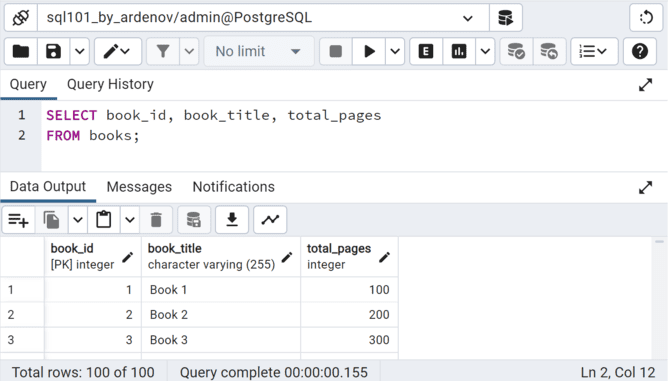 sql101_by_ardenov/admin@PostgreSQL
No limit
E
Query Query History
1 SELECT book_id, book_title, total_pages
2 FROM books;
Data Output Messages Notifications
book_id book_title total_pages
[PK] integer character varying (255) integer
1 1 Book 1 100
2 2 Book 2 200
3 3 Book 3 300
Total rows: 100 of 100 Query complete 00:00:00.155 Ln 2, Col 12